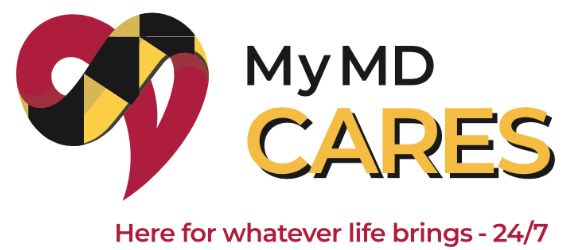 My MD
CARES
Here for whatever life brings - 24/7